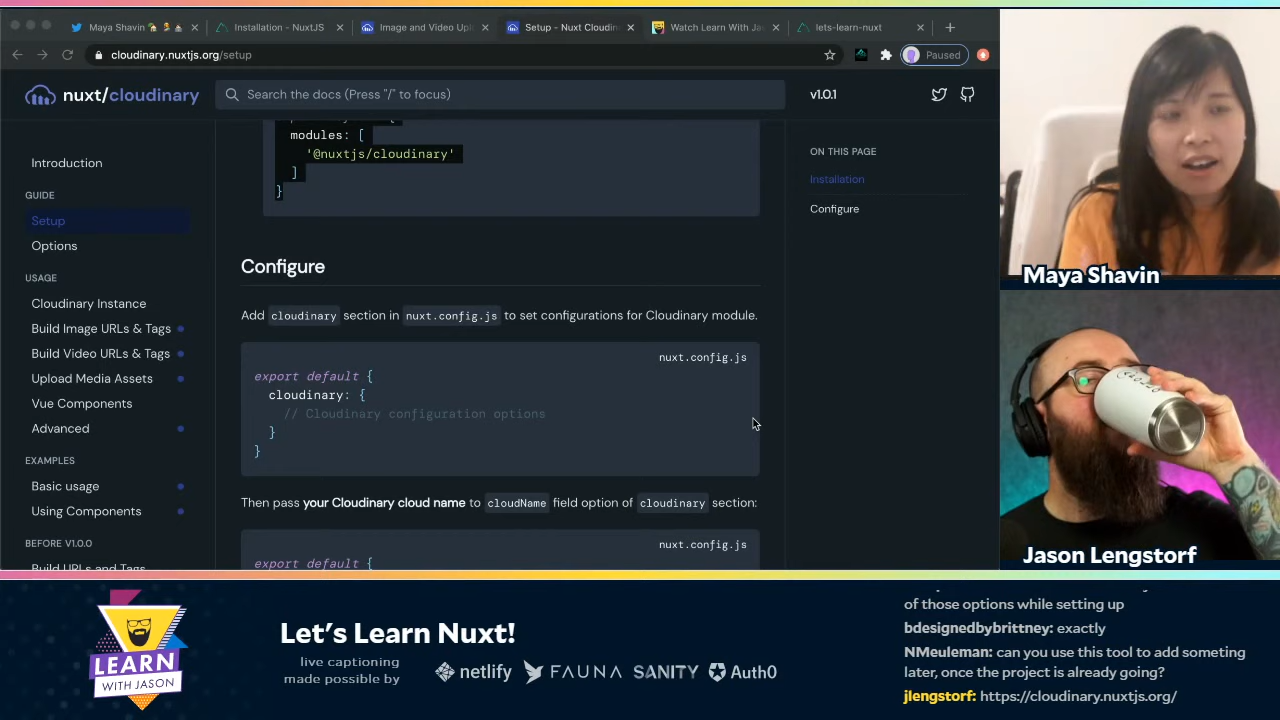 Maya Shavin
Installation - NuxtJS
Image and Video Upl
Setup - Nuxt Cloudin
Watch Learn With Ja
lets-learn-nuxt
cloudinary.nuxtjs.org/setup
Paused
nuxt/cloudinary
Search the docs (Press "/" to focus)
v1.0.1
Introduction
GUIDE
Setup
Options
USAGE
Cloudinary Instance
Build Image URLs & Tags
Build Video URLs & Tags
Upload Media Assets
Vue Components
Advanced
EXAMPLES
Basic usage
Using Components
BEFORE V1.0.0
Build URLs and Tags
modules: [
'@nuxtjs/cloudinary'
]
}
Configure
Add cloudinary section in nuxt.config.js to set configurations for Cloudinary module.
nuxt.config.js
export default {
cloudinary: {
// Cloudinary configuration options
}
}
Then pass your Cloudinary cloud name to cloudName field option of cloudinary section:
nuxt.config.js
export default {
ON THIS PAGE
Installation
Configure
Maya Shavin
Jason Lengstorf
LEARN
WITH JASON
Let's Learn Nuxt!
live captioning
made possible by
netlify
FAUNA
SANITY
Auth0
of those options while setting up
bdesignedbybrittney: exactly
NMeuleman: can you use this tool to add someting
later, once the project is already going?
jlengstorf: https://cloudinary.nuxtjs.org/